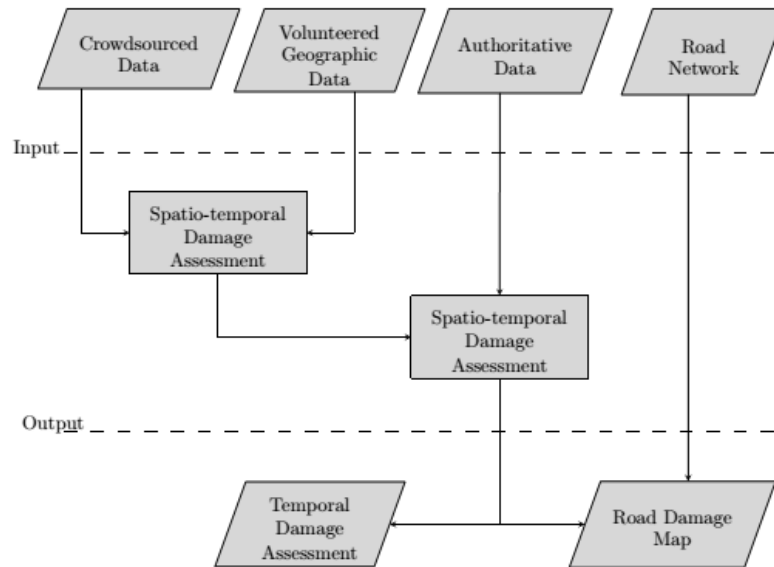 Crowdsourced
Data
Volunteered
Geographic
Data
Authoritative
Data
Road
Network
Input
Spatio-temporal
Damage
Assessment
Spatio-temporal
Damage
Assessment
Output
Temporal
Damage
Assessment
Road Damage
Map